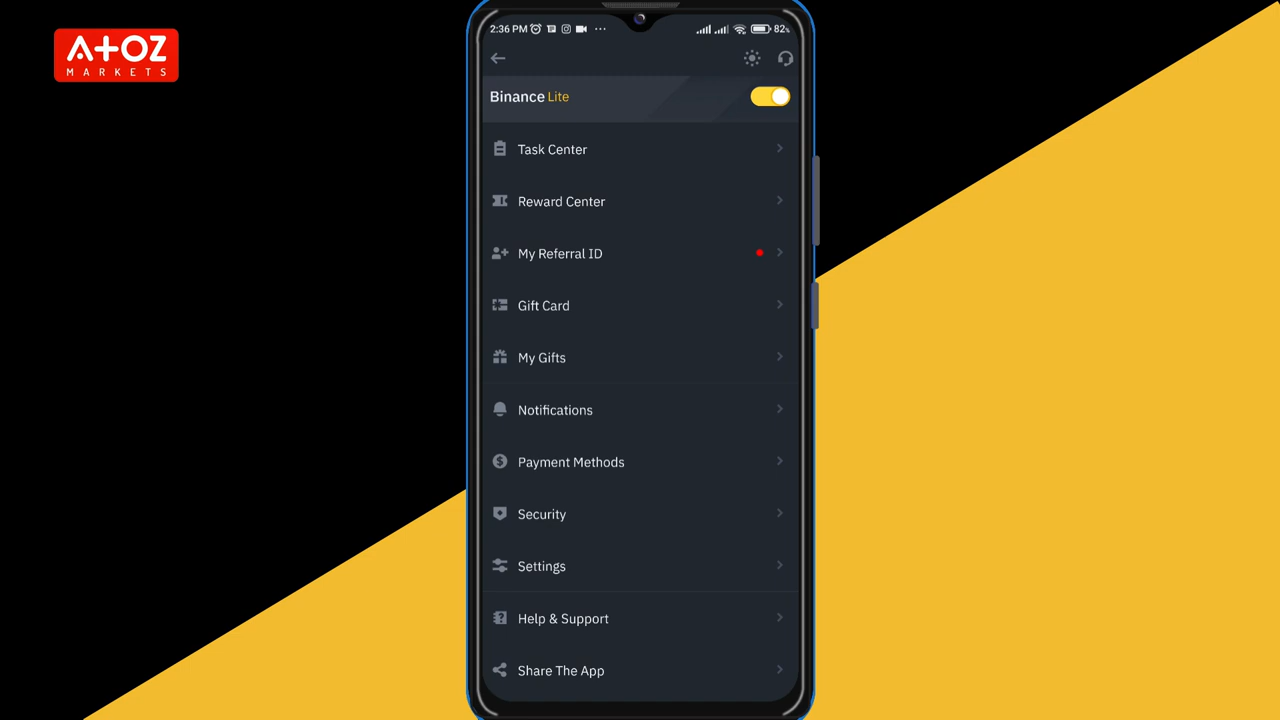 A+OZ
MARKETS
2:36 PM
82%
Binance Lite
Task Center
Reward Center
My Referral ID
Gift Card
My Gifts
Notifications
Payment Methods
Security
Settings
Help & Support
Share The App